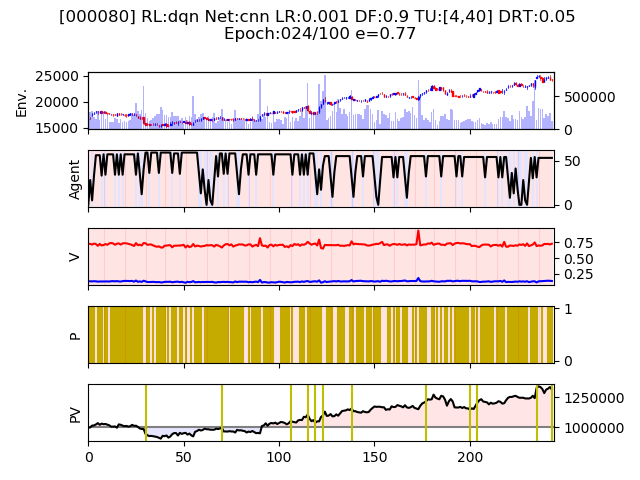 [000080] RL:dqn Net:cnn LR:0.001 DF:0.9 TU:[4,40] DRT:0.05
Epoch:024/100 e=0.77
Env.
25000
20000
15000
500000
0
Agent
50
0
V
0.75
0.50
0.25
P
1
0
PV
1250000
1000000
0 50 100 150 200